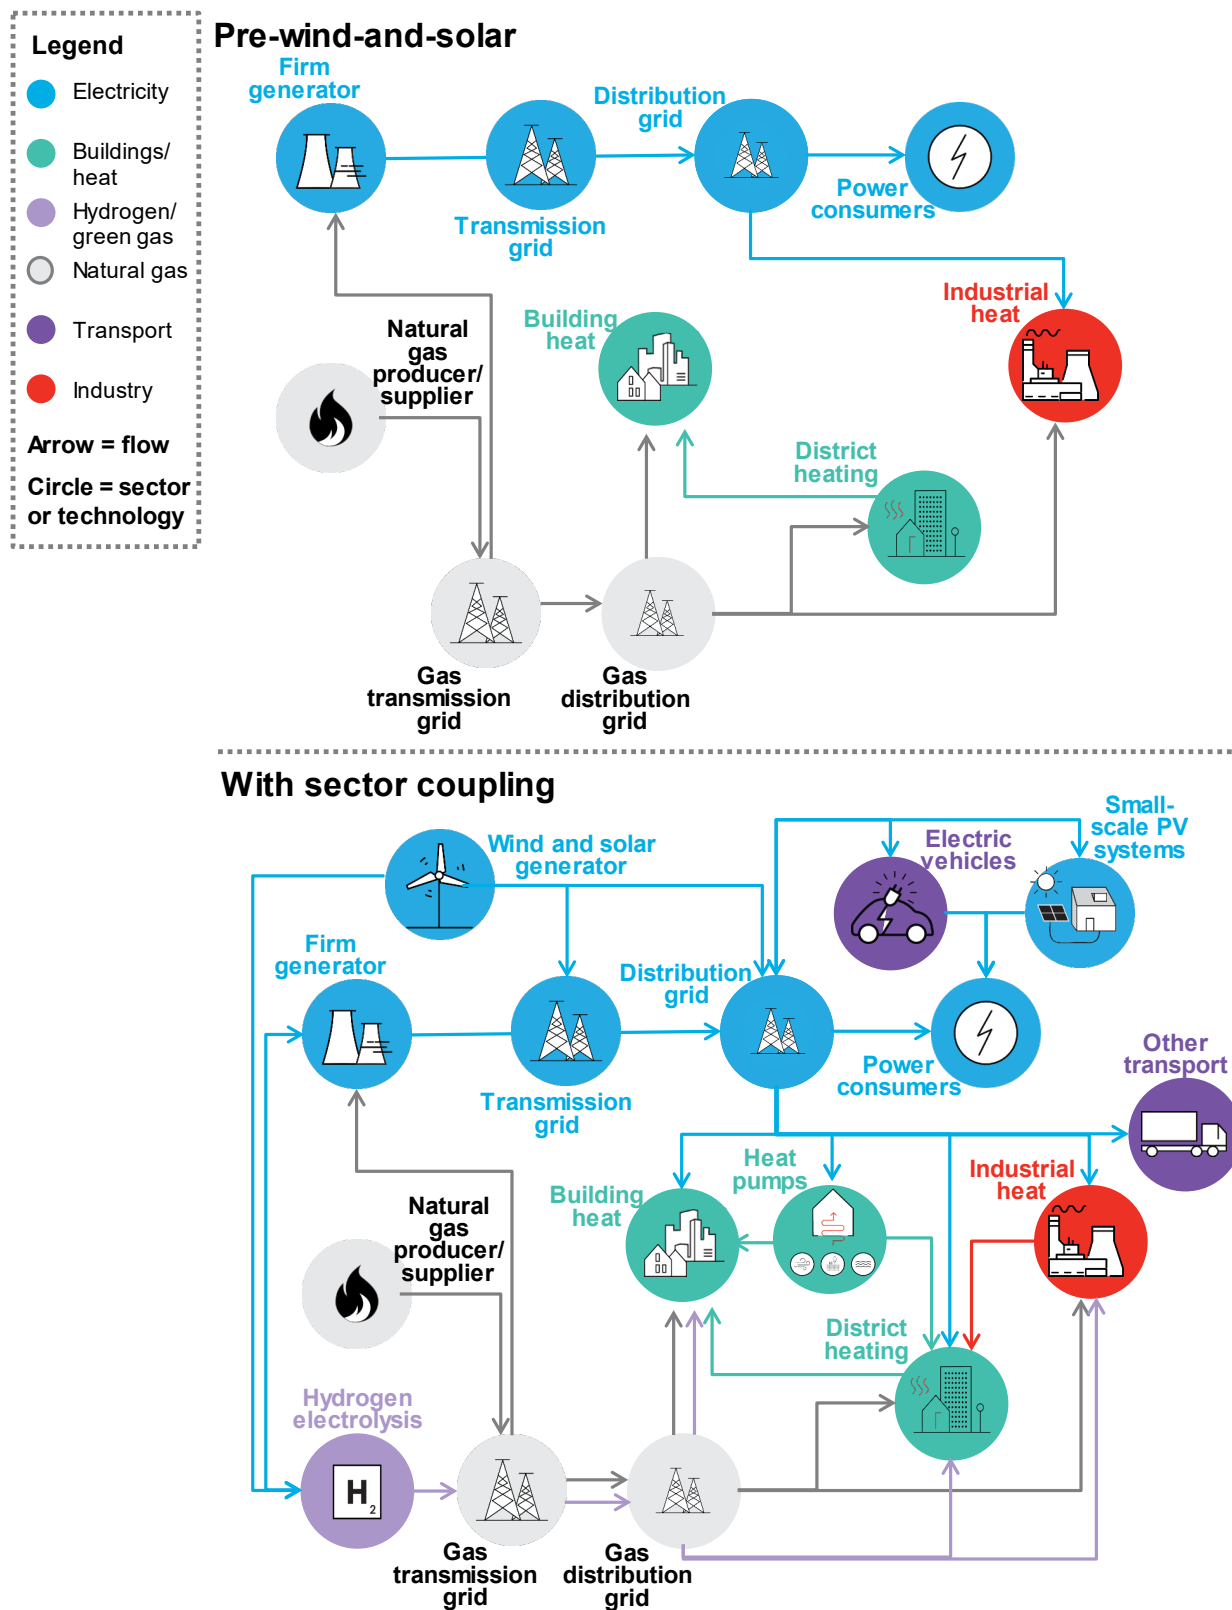 Legend
Electricity
Buildings/
heat
Hydrogen/
green gas
Natural gas
Transport
Industry
Arrow = flow
Circle = sector
or technology
Pre-wind-and-solar
Firm
generator
Transmission
grid
Distribution
grid
Power
consumers
Industrial
heat
Building
heat
Natural
gas
producer/
supplier
District
heating
Gas
transmission
grid
Gas
distribution
grid
With sector coupling
Wind and solar
generator
Small-
scale PV
systems
Electric
vehicles
Firm
generator
Distribution
grid
Transmission
grid
Power
consumers
Other
transport
Heat
pumps
Industrial
heat
Building
heat
Natural
gas
producer/
supplier
District
heating
Hydrogen
electrolysis
H
2
Gas
transmission
grid
Gas
distribution
grid